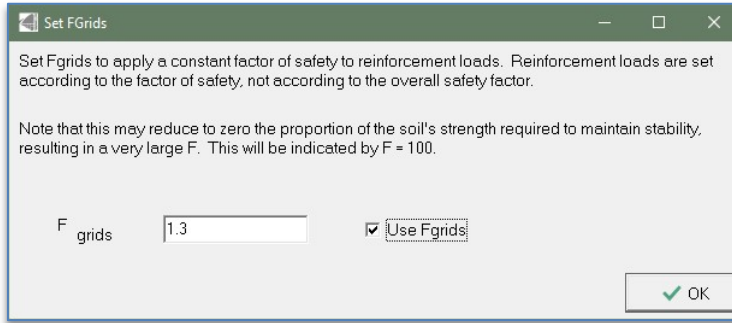 Set FGrids
Set Fgrids to apply a constant factor of safety to reinforcement loads. Reinforcement loads are set
according to the factor of safety, not according to the overall safety factor.
Note that this may reduce to zero the proportion of the soil's strength required to maintain stability,
resulting in a very large F. This will be indicated by F = 100.
F grids 1.3 Use Fgrids
OK